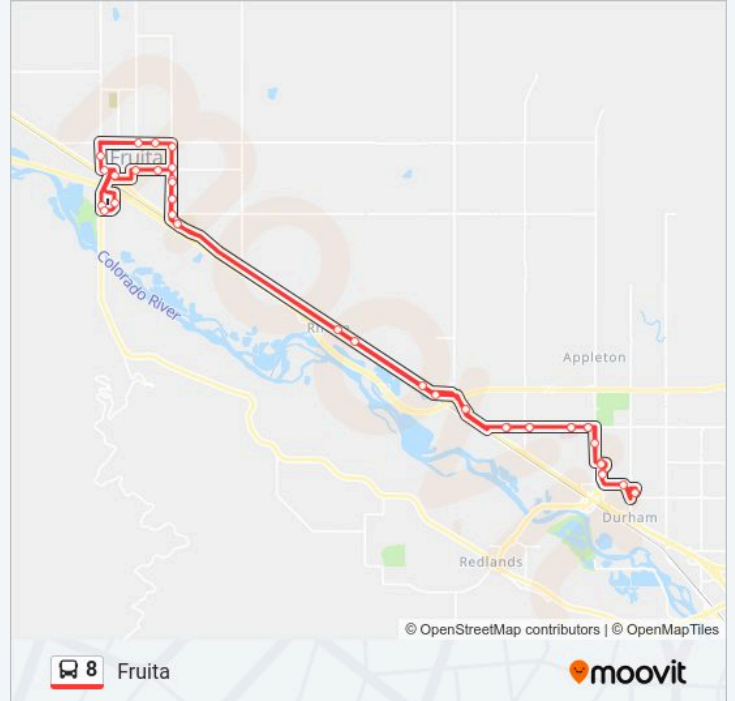 Fruita
Colorado River
Appleton
Durham
Redlands
© OpenStreetMap contributors | © OpenMapTiles
8 Fruita
moovit